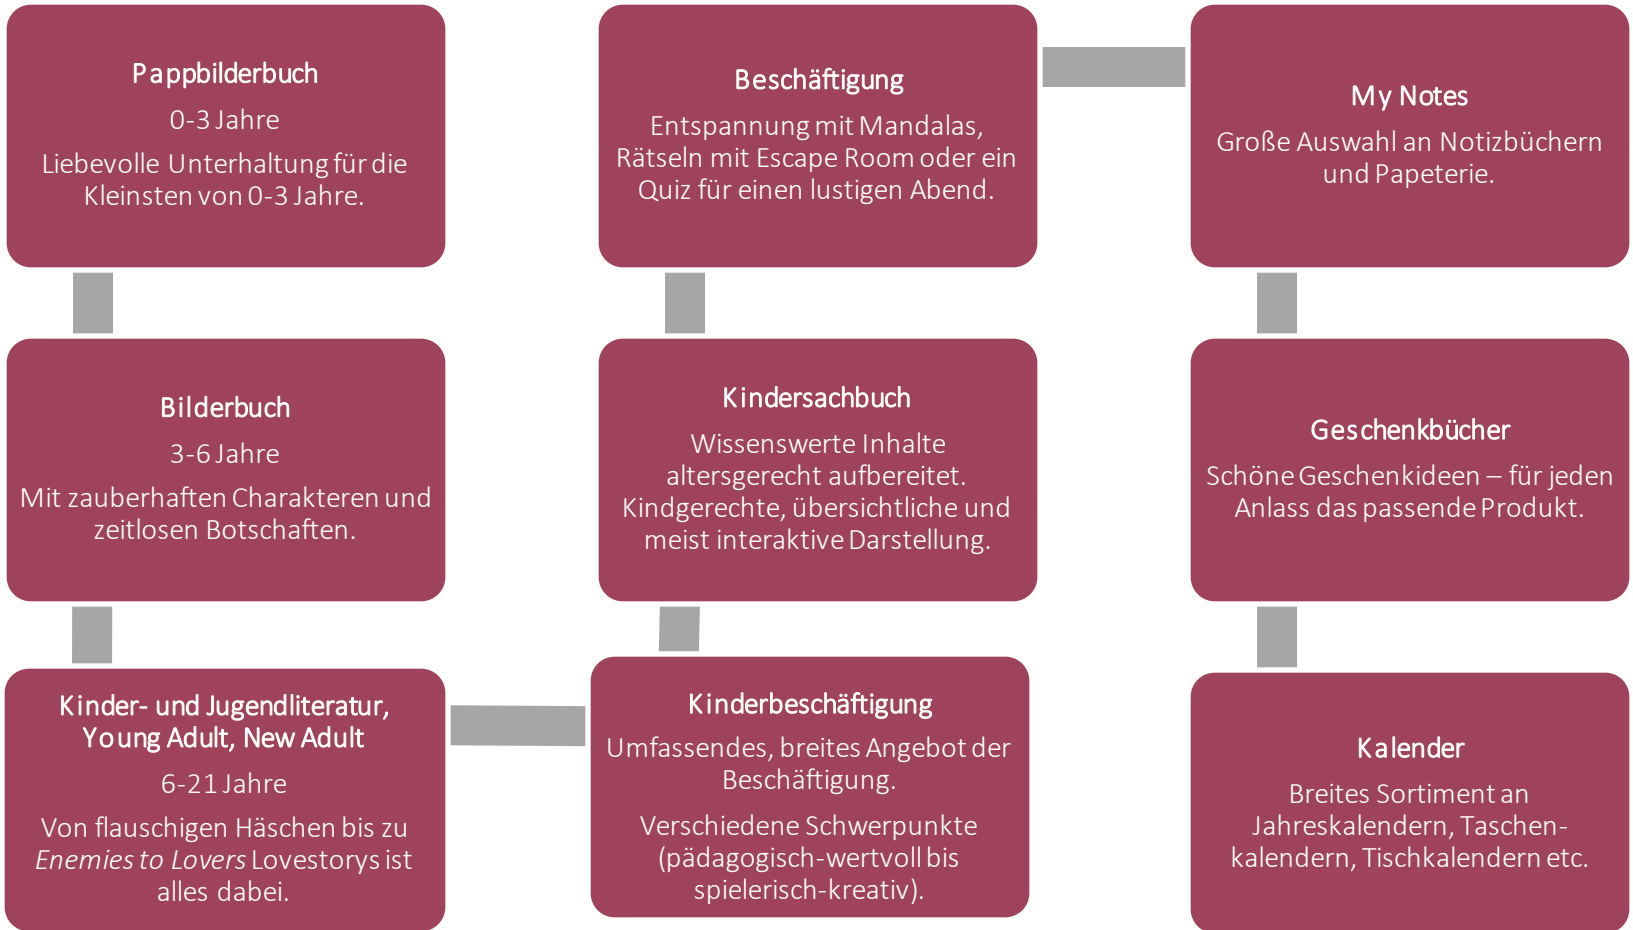 Pappbilderbuch
0-3 Jahre
Liebevolle Unterhaltung für die
Kleinsten von 0-3 Jahre.
Bilderbuch
3-6 Jahre
Mit zauberhaften Charakteren und
zeitlosen Botschaften.
Kinder- und Jugendliteratur,
Young Adult, New Adult
6-21 Jahre
Von flauschigen Häschen bis zu
Enemies to Lovers Lovestorys ist
alles dabei.
Kinderbeschäftigung
Umfassendes, breites Angebot der
Beschäftigung.
Verschiedene Schwerpunkte
(pädagogisch-wertvoll bis
spielerisch-kreativ).
Kindersachbuch
Wissenswerte Inhalte
altersgerecht aufbereitet.
Kindgerechte, übersichtliche und
meist interaktive Darstellung.
Beschäftigung
Entspannung mit Mandalas,
Rätseln mit Escape Room oder ein
Quiz für einen lustigen Abend.
My Notes
Große Auswahl an Notizbüchern
und Papeterie.
Geschenkbücher
Schöne Geschenkideen – für jeden
Anlass das passende Produkt.
Kalender
Breites Sortiment an
Jahreskalendern, Taschen-
kalendern, Tischkalendern etc.